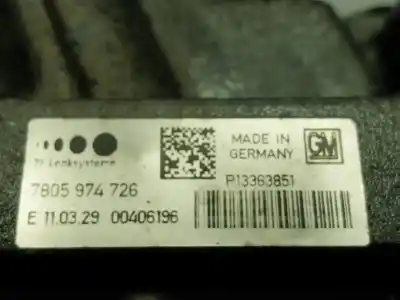 ZF Lenksysteme
7805 974 726
E 11.03.29 00406196
MADE IN
GERMANY
GM
P13363851